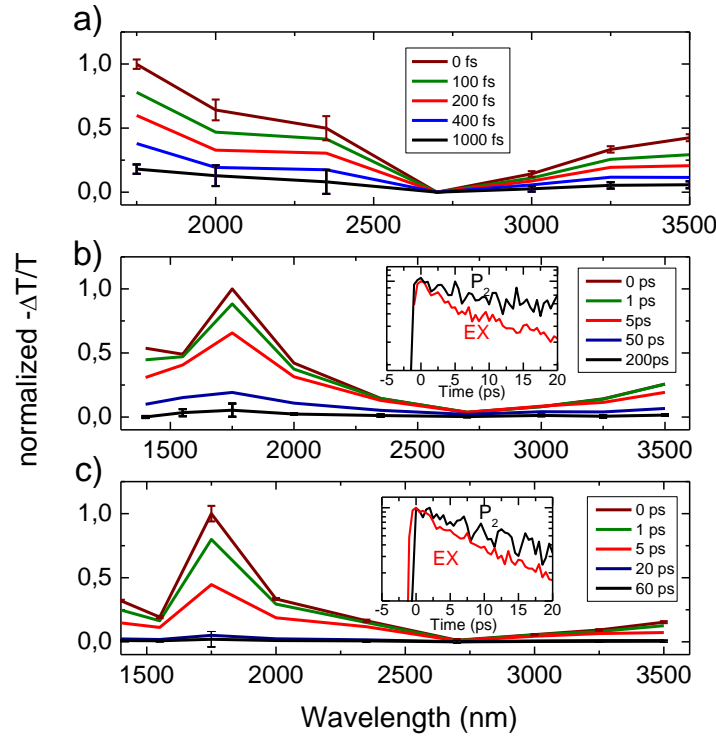 a)
1,0
0,5
0,0
0 fs
100 fs
200 fs
400 fs
1000 fs
2000
2500
3000
3500
b)
1,0
0,5
0,0
P2
EX
-5
0
5
10
15
20
Time (ps)
0 ps
1 ps
5ps
50 ps
200ps
1500
2000
2500
3000
3500
c)
1,0
0,5
0,0
P2
EX
-5
0
5
10
15
20
Time (ps)
0 ps
1 ps
5 ps
20 ps
60 ps
1500
2000
2500
3000
3500
normalized -ΔT/T
Wavelength (nm)